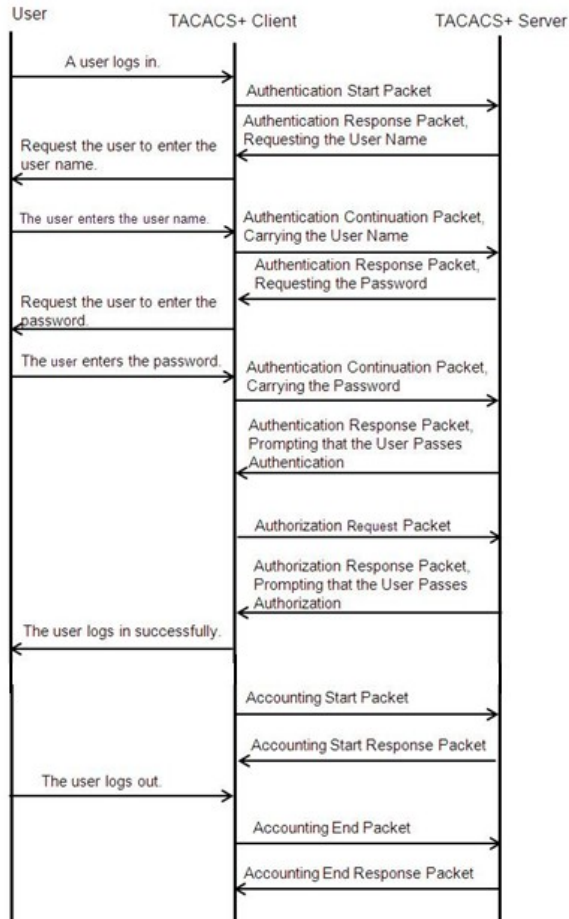 User
TACACS+ Client
TACACS+ Server
A user logs in.
Authentication Start Packet
Authentication Response Packet,
Requesting the User Name
Request the user to enter the
user name.
The user enters the user name.
Authentication Continuation Packet,
Carrying the User Name
Authentication Response Packet,
Requesting the Password
Request the user to enter the
password.
The user enters the password.
Authentication Continuation Packet,
Carrying the Password
Authentication Response Packet,
Prompting that the User Passes
Authentication
Authorization Request Packet
Authorization Response Packet,
Prompting that the User Passes
Authorization
The user logs in successfully.
Accounting Start Packet
Accounting Start Response Packet
The user logs out.
Accounting End Packet
Accounting End Response Packet